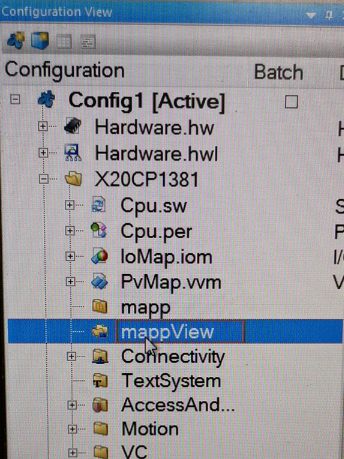 Configuration View
Configuration Batch
Config1 [Active]
Hardware.hw
Hardware.hwl
X20CP1381
Cpu.sw
Cpu.per
IoMap.iom
PvMap.vvm
mapp
mappView
Connectivity
TextSystem
AccessAnd...
Motion
VC